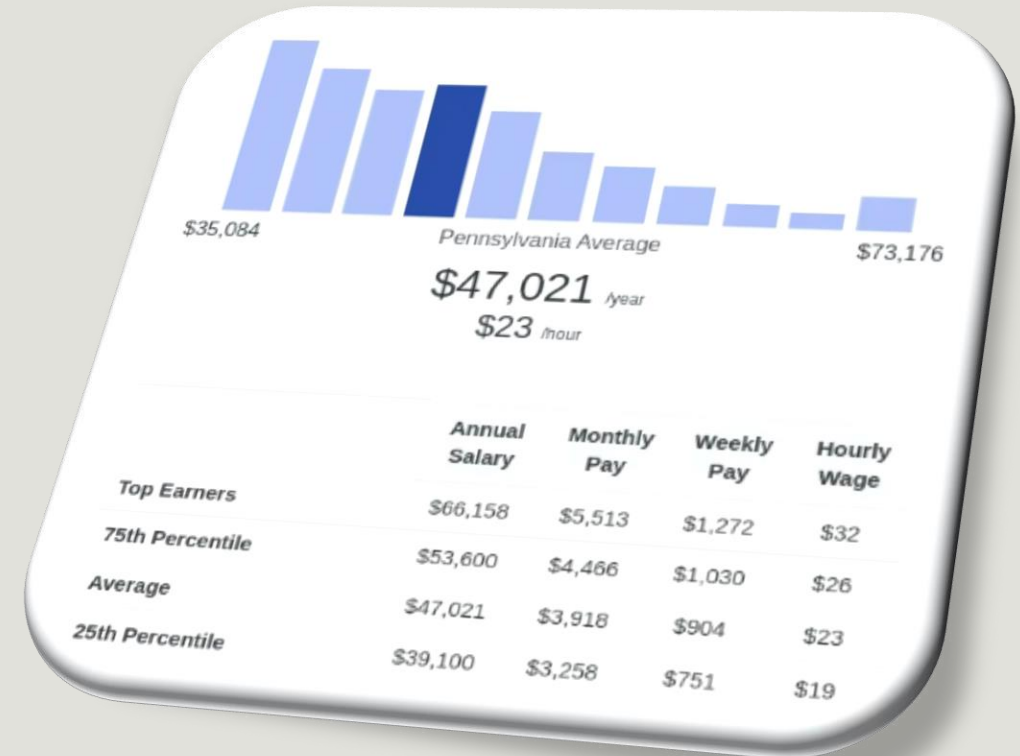 $35,084
Pennsylvania Average
$73,176
$47,021 /year
$23 /hour
Annual Salary Monthly Pay Weekly Pay Hourly Wage
Top Earners $66,158 $5,513 $1,272 $32
75th Percentile $53,600 $4,466 $1,030 $26
Average $47,021 $3,918 $904 $23
25th Percentile $39,100 $3,258 $751 $19